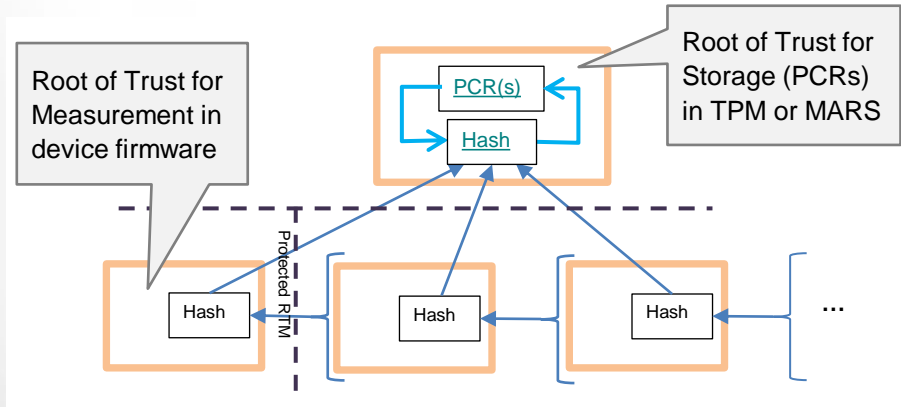 Root of Trust for
Measurement in
device firmware
PCR(s)
Hash
Root of Trust for
Storage (PCRs)
in TPM or MARS
Protected RTM
Hash
Hash
Hash
...